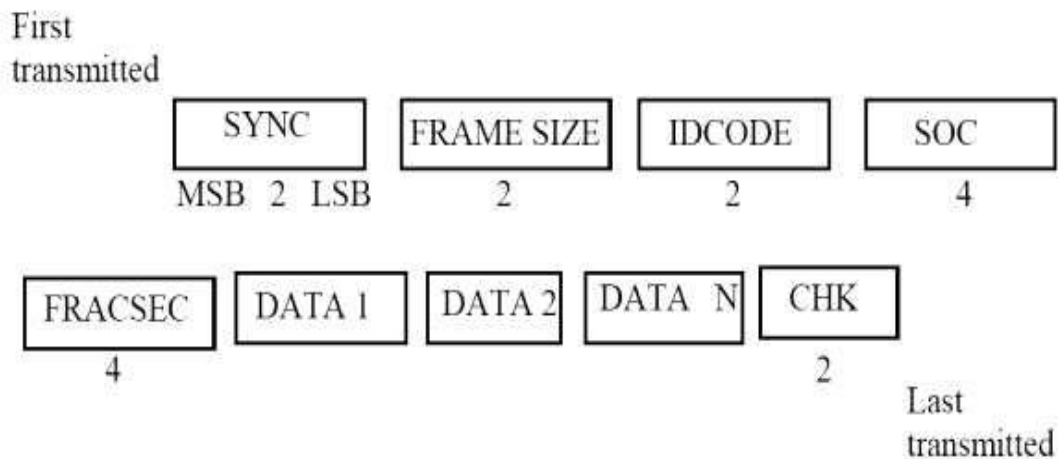 First
transmitted
SYNC FRAME SIZE IDCODE SOC
MSB 2 LSB 2 2 4
FRACSEC DATA 1 DATA 2 DATA N CHK
4 2
Last
transmitted